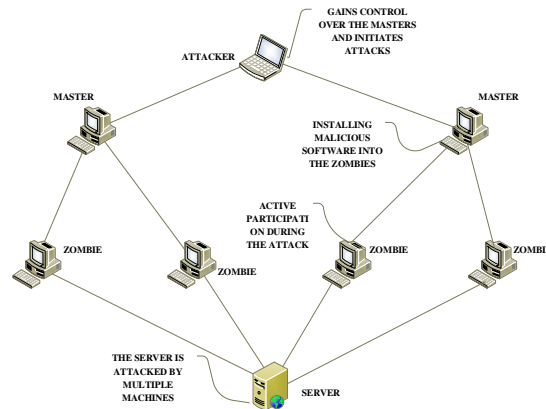 GAINS CONTROL
OVER THE MASTERS
AND INITIATES
ATTACKS
ATTACKER
MASTER
MASTER
INSTALLING
MALICIOUS
SOFTWARE INTO
THE ZOMBIES
ACTIVE
PARTICIPATI
ON DURING
THE ATTACK
ZOMBIE
ZOMBIE
ZOMBIE
ZOMBI
THE SERVER IS
ATTACKED BY
MULTIPLE
MACHINES
SERVER